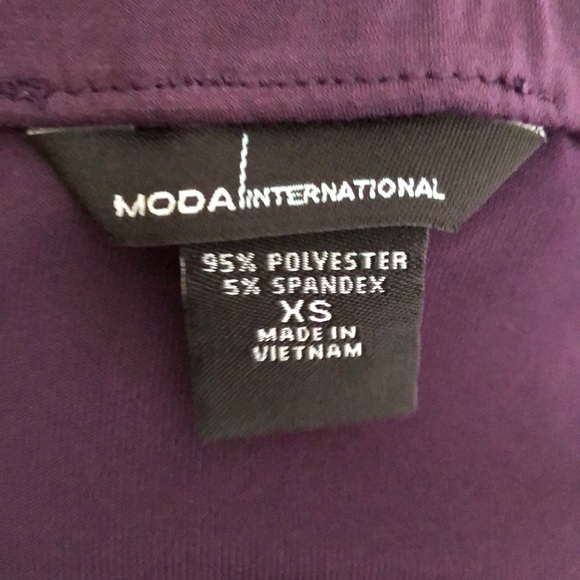 MODA INTERNATIONAL
95% POLYESTER
5% SPANDEX
XS
MADE IN
VIETNAM